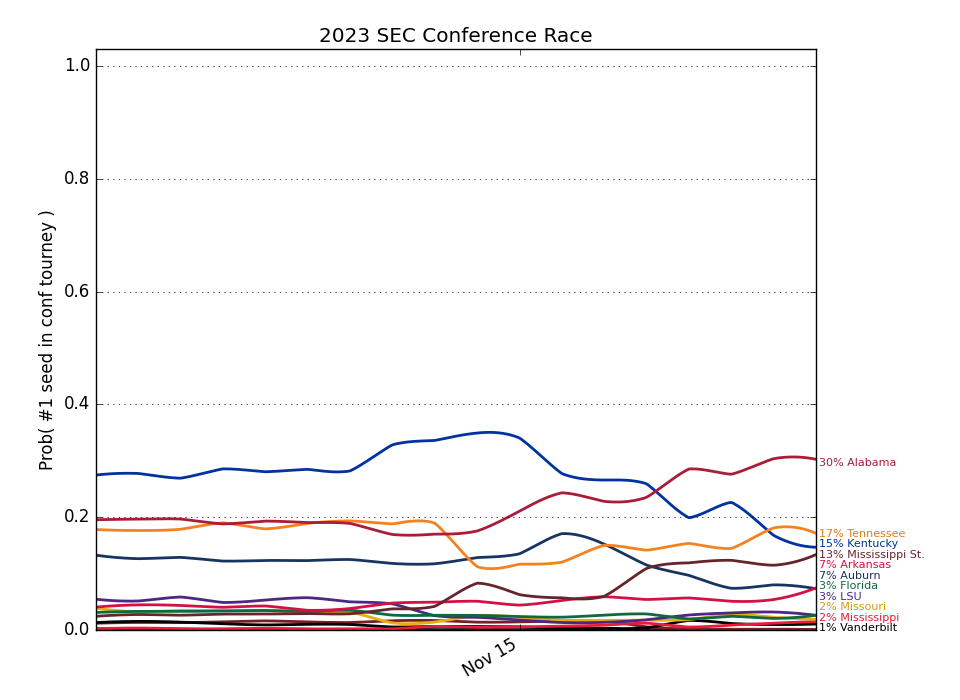 2023 SEC Conference Race
1.0
0.8
0.6
0.4
0.2
0.0
Prob( #1 seed in conf tourney )
Nov 15
30% Alabama
17% Tennessee
15% Kentucky
13% Mississippi St.
7% Arkansas
7% Auburn
3% Florida
3% LSU
2% Missouri
2% Mississippi
1% Vanderbilt